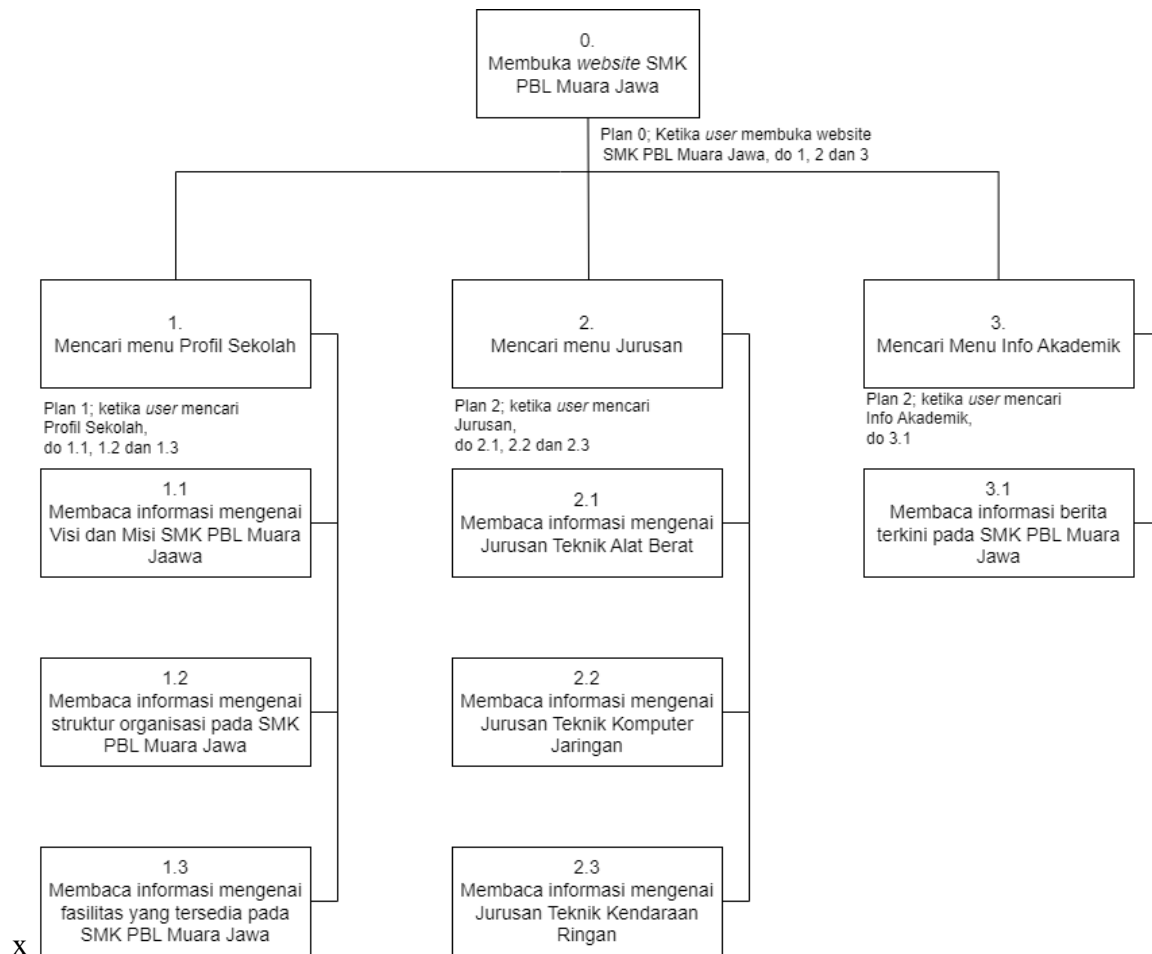 0.
Membuka website SMK
PBL Muara Jawa
Plan 0; Ketika user membuka website
SMK PBL Muara Jawa, do 1, 2 dan 3
1.
Mencari menu Profil Sekolah
2.
Mencari menu Jurusan
3.
Mencari Menu Info Akademik
Plan 1; ketika user mencari
Profil Sekolah,
do 1.1, 1.2 dan 1.3
Plan 2; ketika user mencari
Jurusan,
do 2.1, 2.2 dan 2.3
Plan 2; ketika user mencari
Info Akademik,
do 3.1
1.1
Membaca informasi mengenai
Visi dan Misi SMK PBL Muara
Jaawa
2.1
Membaca informasi mengenai
Jurusan Teknik Alat Berat
3.1
Membaca informasi berita
terkini pada SMK PBL Muara
Jawa
1.2
Membaca informasi mengenai
struktur organisasi pada SMK
PBL Muara Jawa
2.2
Membaca informasi mengenai
Jurusan Teknik Komputer
Jaringan
1.3
Membaca informasi mengenai
fasilitas yang tersedia pada
SMK PBL Muara Jawa
2.3
Membaca informasi mengenai
Jurusan Teknik Kendaraan
Ringan
x